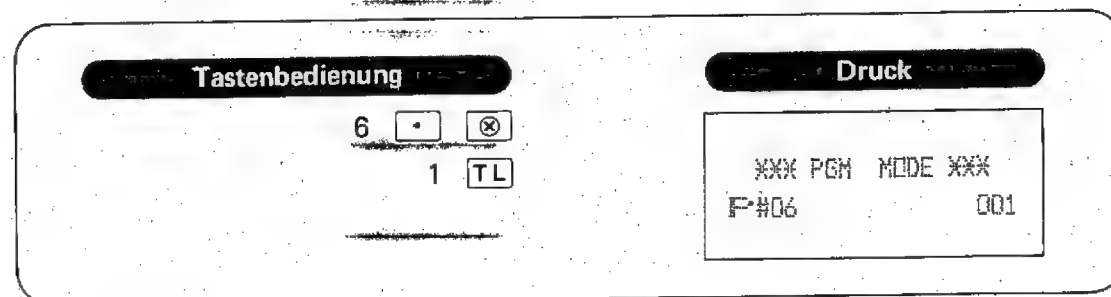 Tastenbedienung
Druck
6 [•] [⊗]
1 [TL]
*** PGM MODE ***
P•#06 001